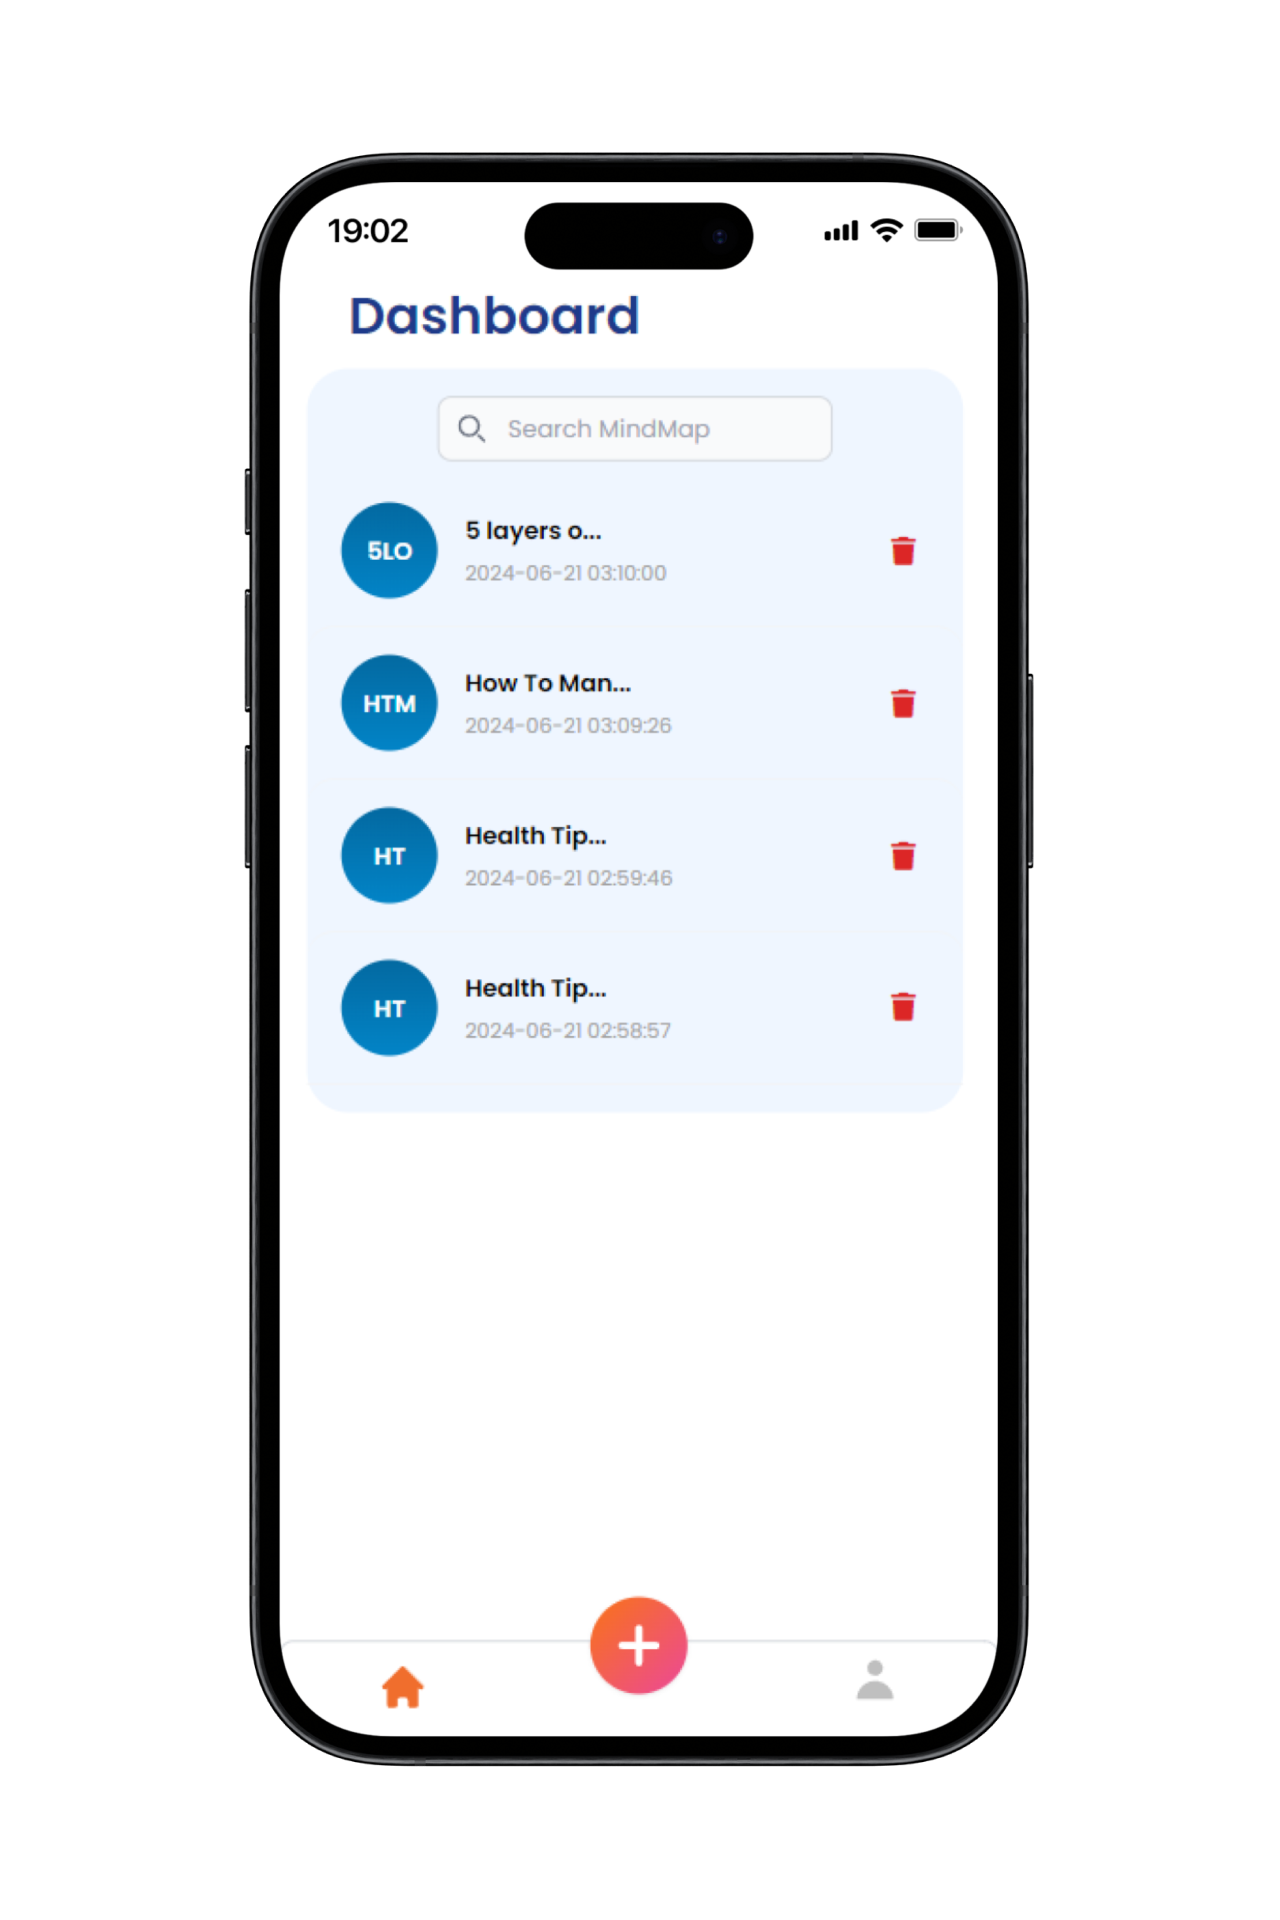 19:02
Dashboard
Search MindMap
5LO
5 layers o...
2024-06-21 03:10:00
HTM
How To Man...
2024-06-21 03:09:26
HT
Health Tip...
2024-06-21 02:59:46
HT
Health Tip...
2024-06-21 02:58:57